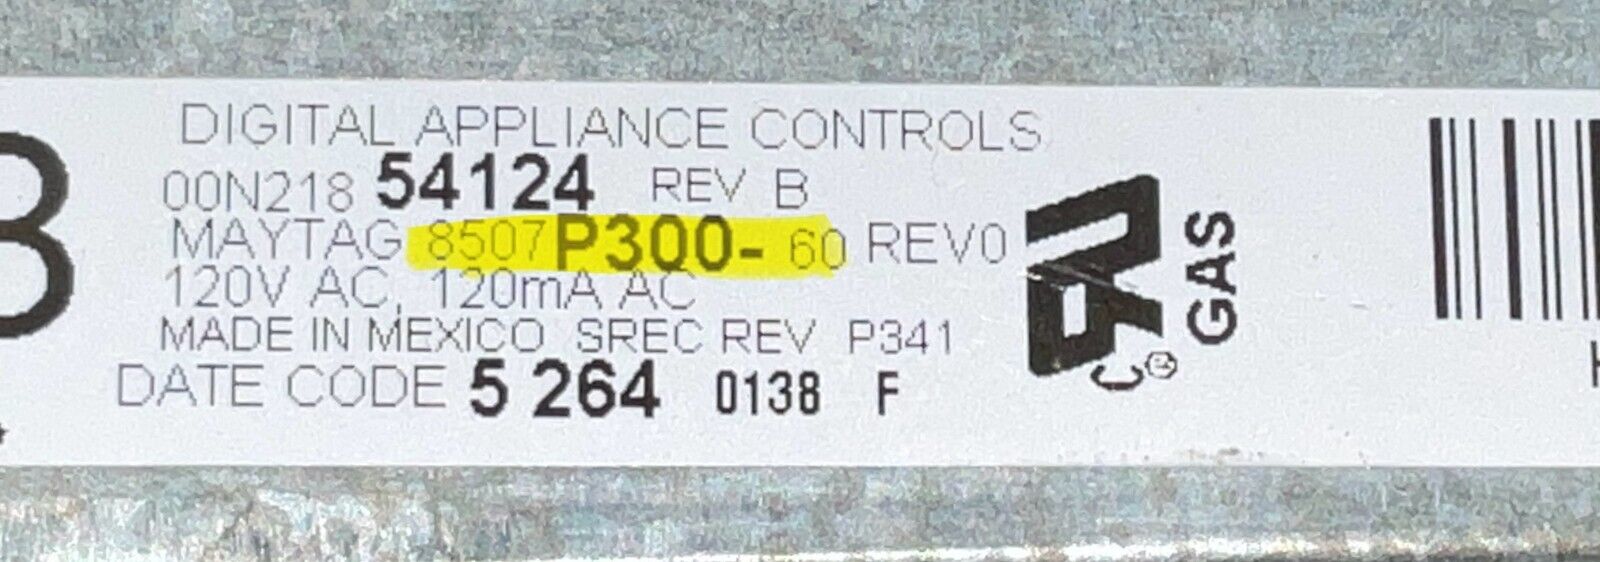 DIGITAL APPLIANCE CONTROLS
00N218 54124 REV B
MAYTAG 8507P300-60 REV0
120V AC, 120mA AC
MADE IN MEXICO SREC REV P341
DATE CODE 5 264 0138 F
C ® GAS